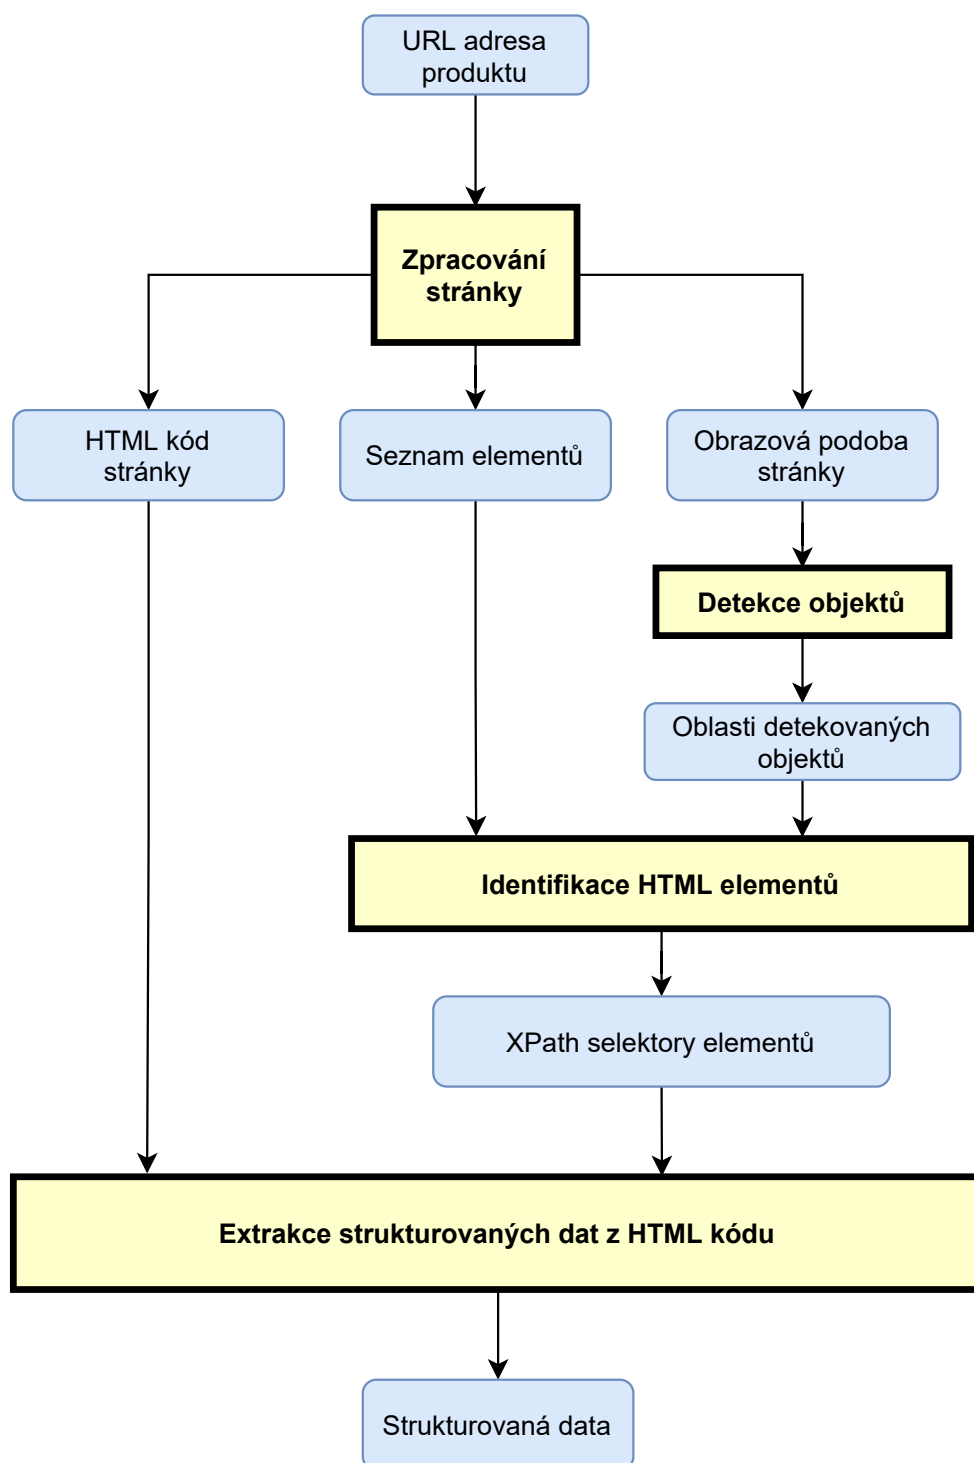 URL adresa
produktu
Zpracování
stránky
HTML kód
stránky
Seznam elementů
Obrazová podoba
stránky
Detekce objektů
Oblasti detekovaných
objektů
Identifikace HTML elementů
XPath selektory elementů
Extrakce strukturovaných dat z HTML kódu
Strukturovaná data